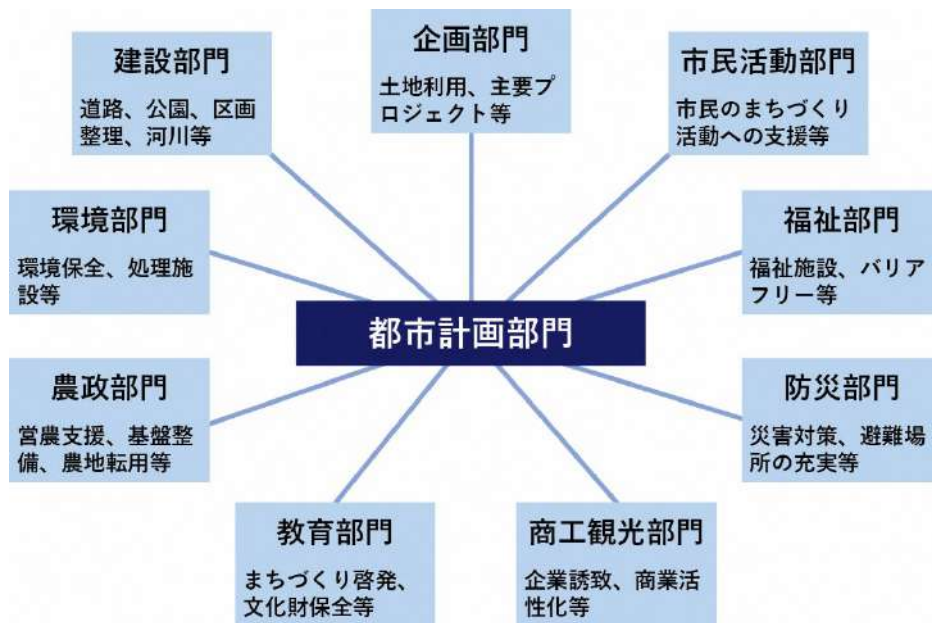 企画部門
土地利用、主要プ
ロジェクト等
建設部門
道路、公園、区画
整理、河川等
市民活動部門
市民のまちづくり
活動への支援等
環境部門
環境保全、処理施
設等
福祉部門
福祉施設、バリア
フリー等
都市計画部門
農政部門
営農支援、基盤整
備、農地転用等
防災部門
災害対策、避難場
所の充実等
教育部門
まちづくり啓発、
文化財保全等
商工観光部門
企業誘致、商業活
性化等